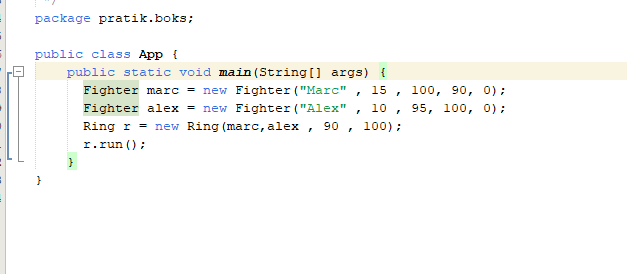 */
package pratik.boks;
public class App {
public static void main(String[] args) {
Fighter marc = new Fighter("Marc" , 15 , 100, 90, 0);
Fighter alex = new Fighter("Alex" , 10 , 95, 100, 0);
Ring r = new Ring(marc,alex , 90 , 100);
r.run();
}
}